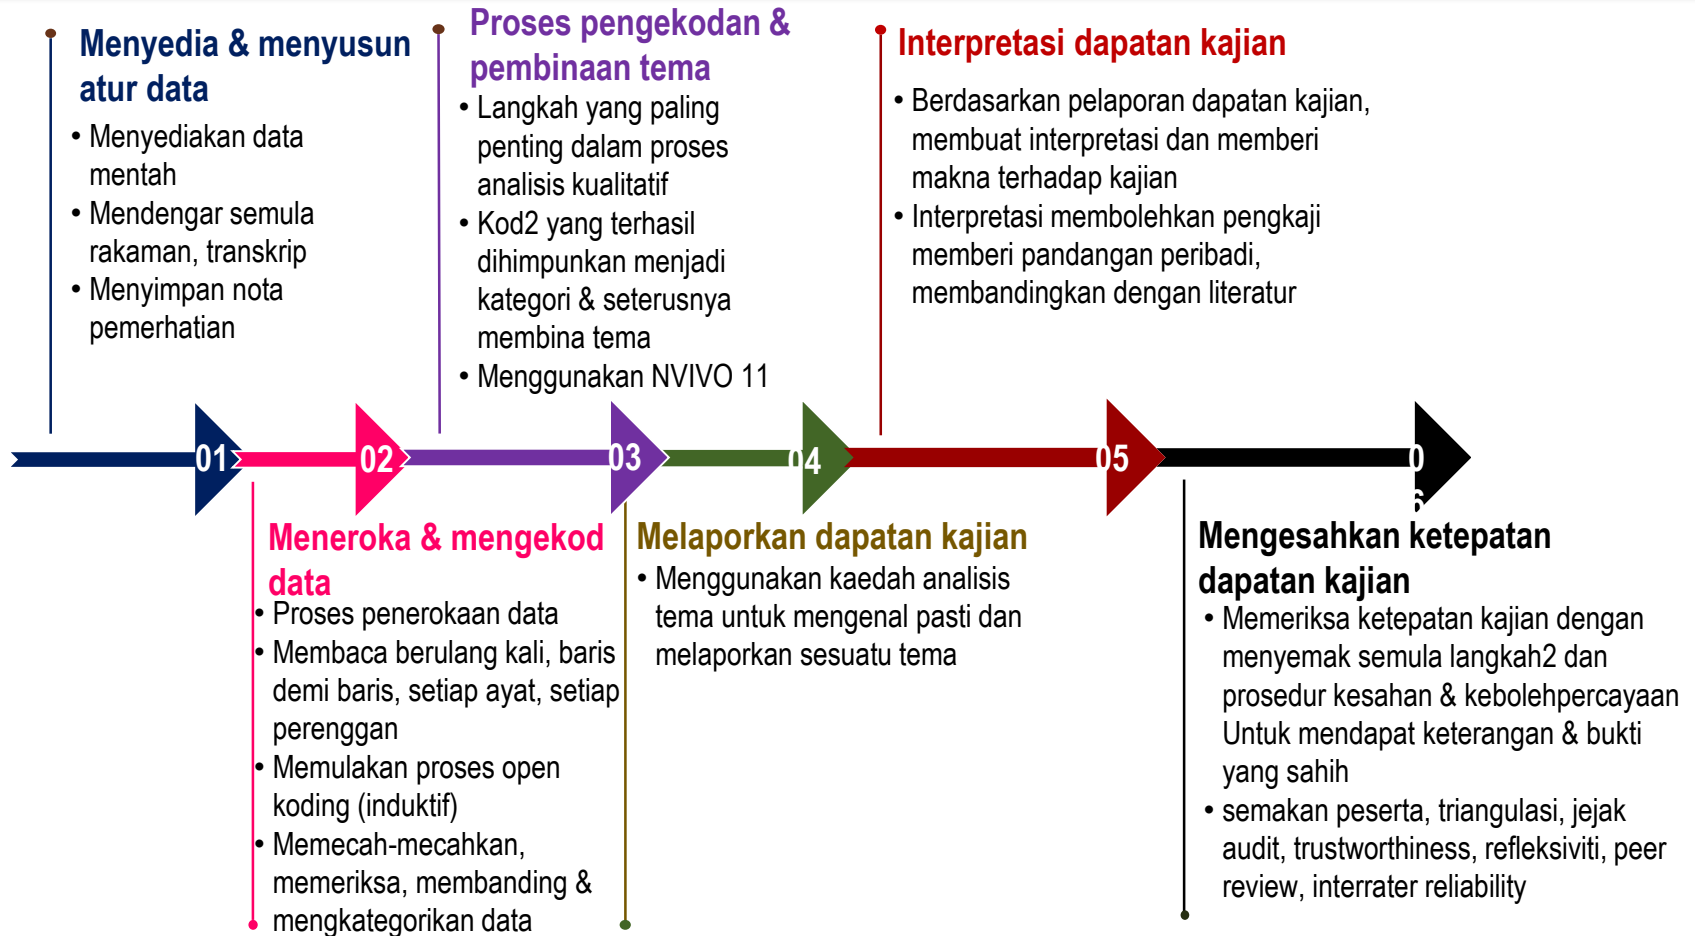 Menyedia & menyusun
atur data
• Menyediakan data
mentah
• Mendengar semula
rakaman, transkrip
• Menyimpan nota
pemerhatian
Proses pengekodan &
pembinaan tema
• Langkah yang paling
penting dalam proses
analisis kualitatif
• Kod2 yang terhasil
dihimpunkan menjadi
kategori & seterusnya
membina tema
• Menggunakan NVIVO 11
Interpretasi dapatan kajian
• Berdasarkan pelaporan dapatan kajian,
membuat interpretasi dan memberi
makna terhadap kajian
• Interpretasi membolehkan pengkaji
memberi pandangan peribadi,
membandingkan dengan literatur
01
02
03
04
05
0
6
Meneroka & mengekod
data
• Proses penerokaan data
• Membaca berulang kali, baris
demi baris, setiap ayat, setiap
perenggan
• Memulakan proses open
koding (induktif)
• Memecah-mecahkan,
memeriksa, membanding &
mengkategorikan data
Melaporkan dapatan kajian
• Menggunakan kaedah analisis
tema untuk mengenal pasti dan
melaporkan sesuatu tema
Mengesahkan ketepatan
dapatan kajian
• Memeriksa ketepatan kajian dengan
menyemak semula langkah2 dan
prosedur kesahan & kebolehpercayaan
Untuk mendapat keterangan & bukti
yang sahih
• semakan peserta, triangulasi, jejak
audit, trustworthiness, refleksiviti, peer
review, interrater reliability